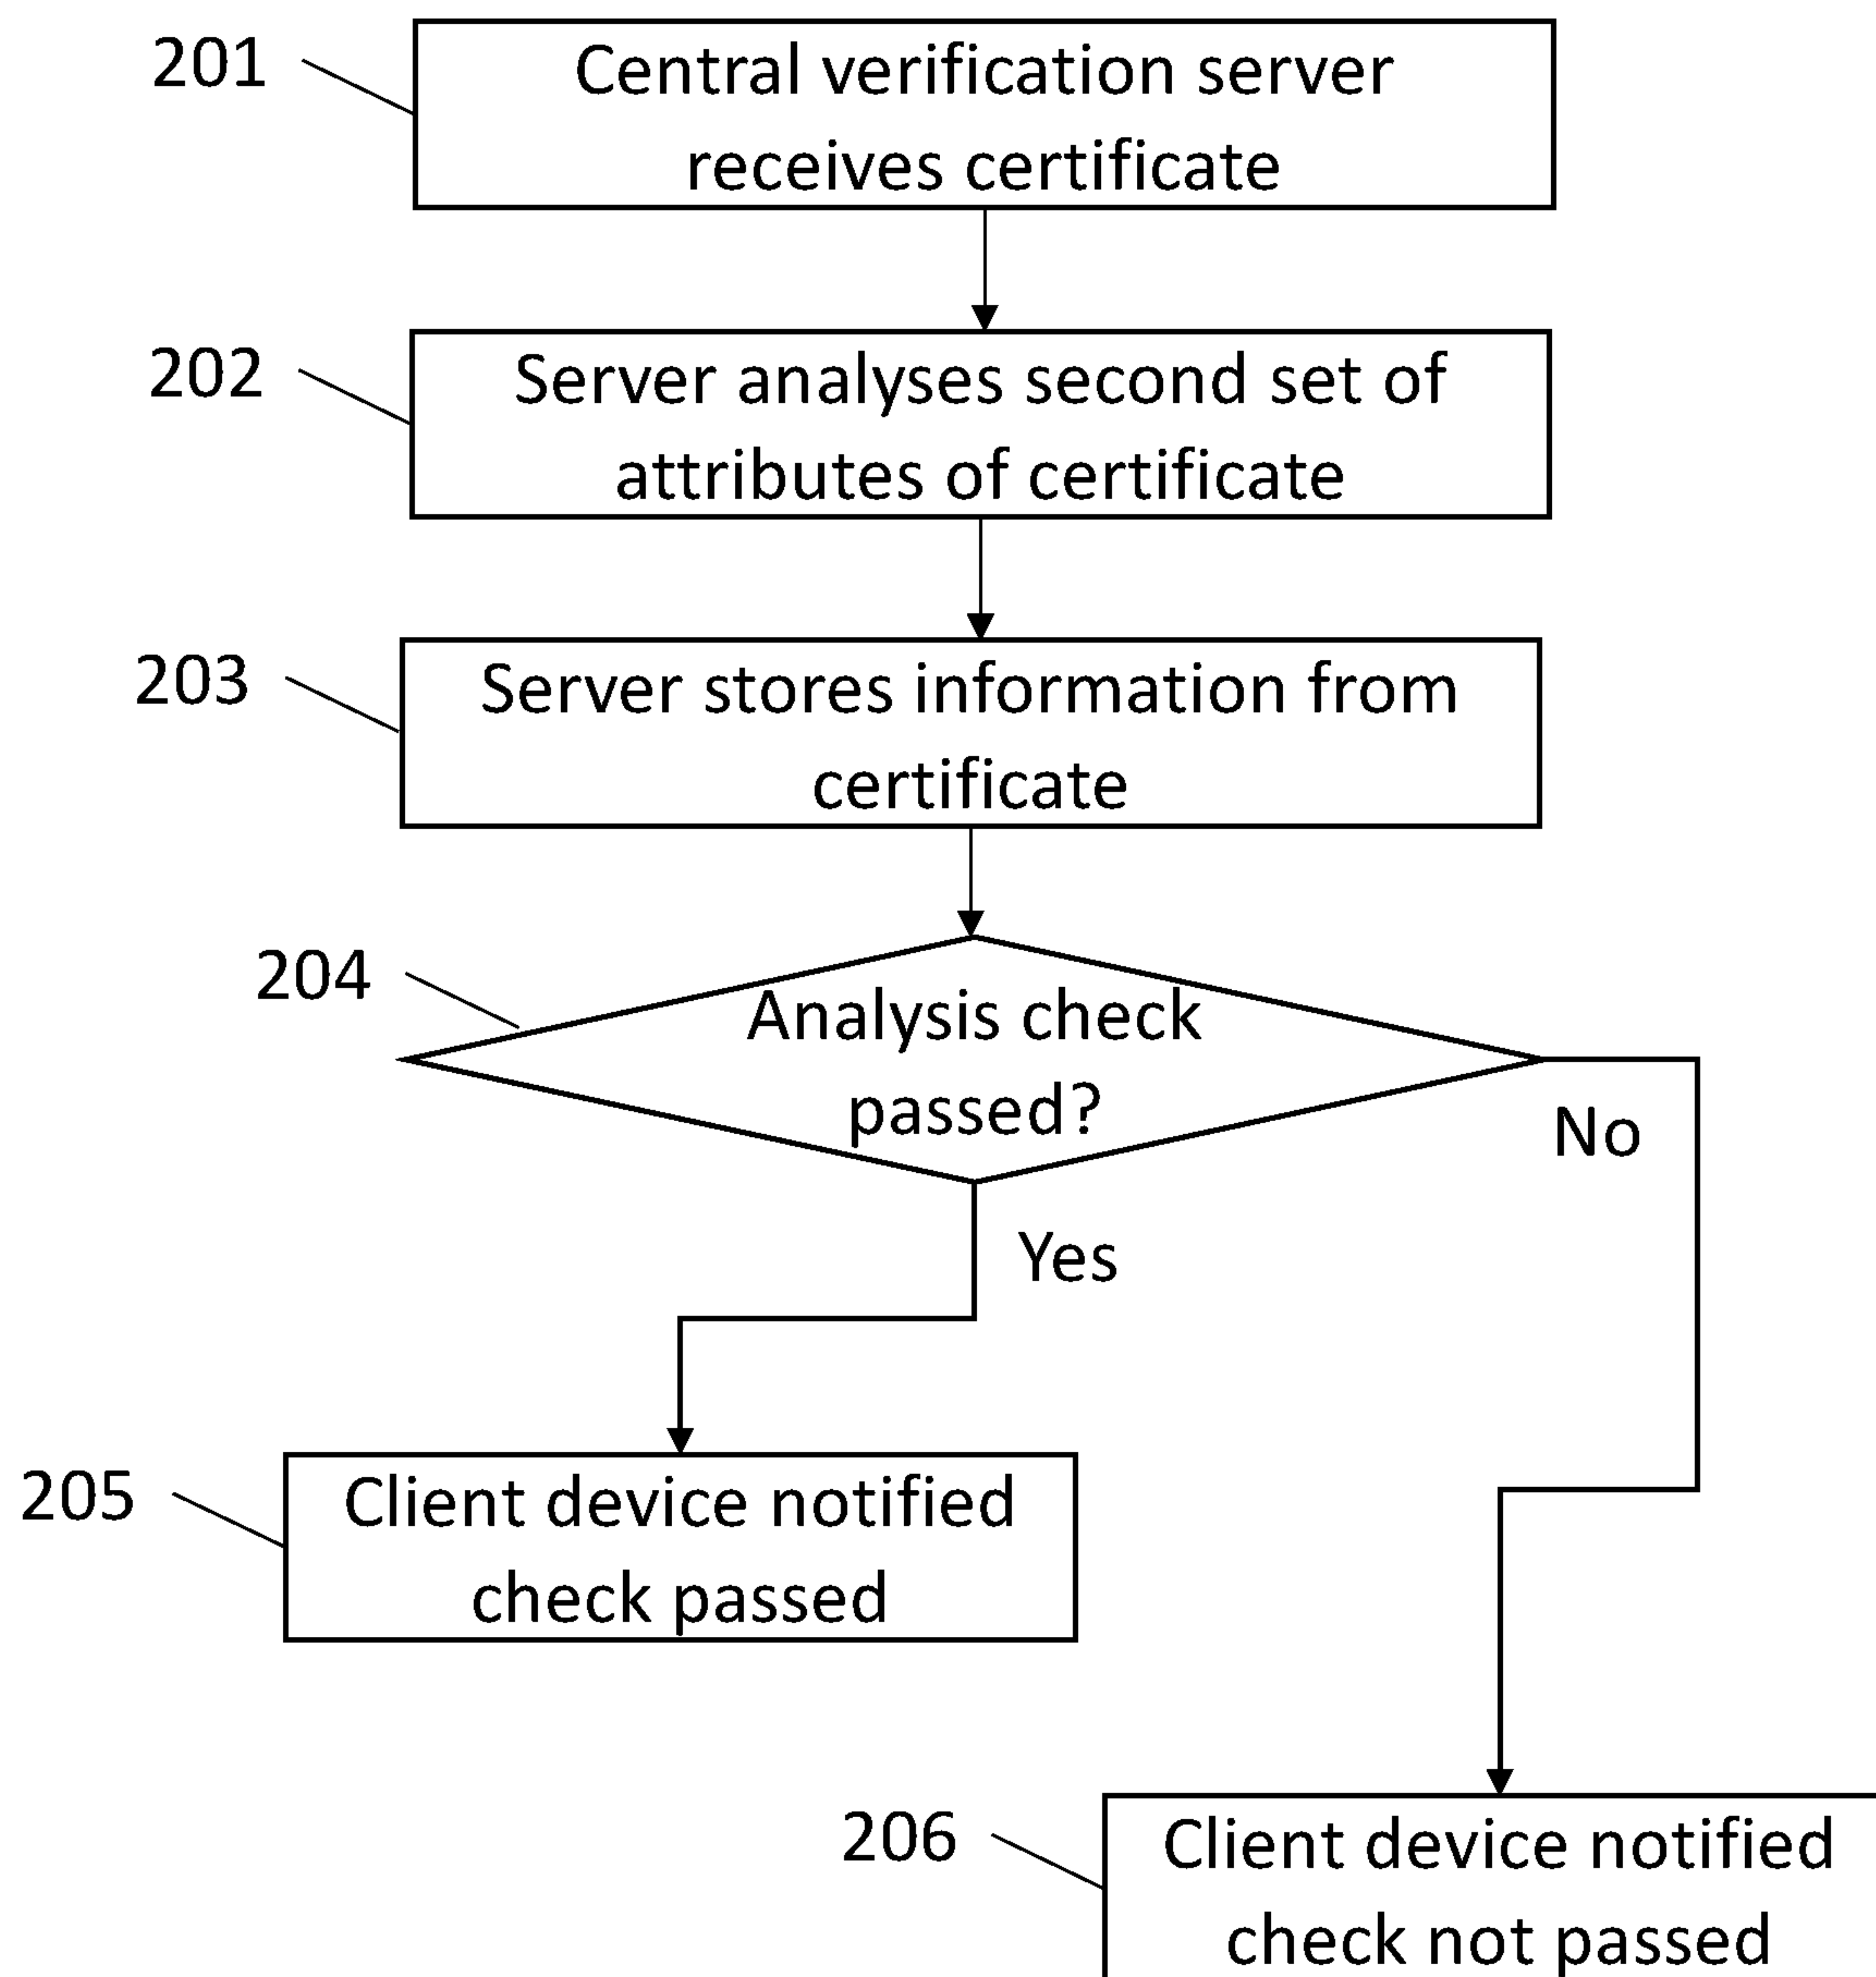 201
Central verification server
receives certificate
202
Server analyses second set of
attributes of certificate
203
Server stores information from
certificate
204
Analysis check
passed?
No
Yes
205
Client device notified
check passed
206
Client device notified
check not passed